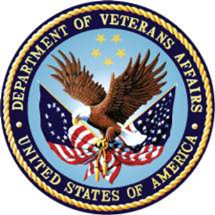 DEPARTMENT OF VETERANS AFFAIRS
UNITED STATES OF AMERICA